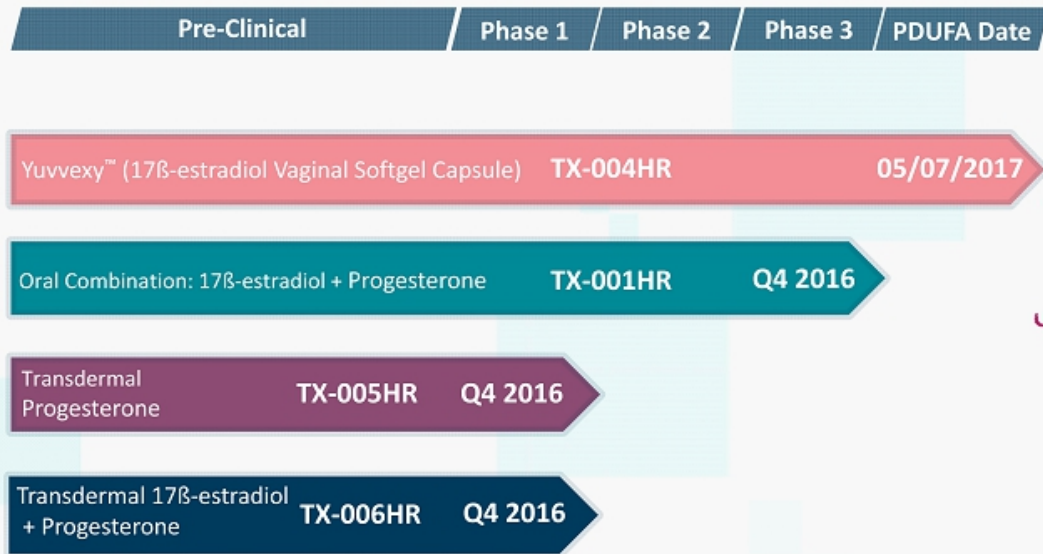 Pre-Clinical Phase 1 Phase 2 Phase 3 PDUFA Date
Yuvvexy™ (17ß-estradiol Vaginal Softgel Capsule) TX-004HR 05/07/2017
Oral Combination: 17ß-estradiol + Progesterone TX-001HR Q4 2016
Transdermal
Progesterone
TX-005HR Q4 2016
Transdermal 17ß-estradiol
+ Progesterone
TX-006HR Q4 2016